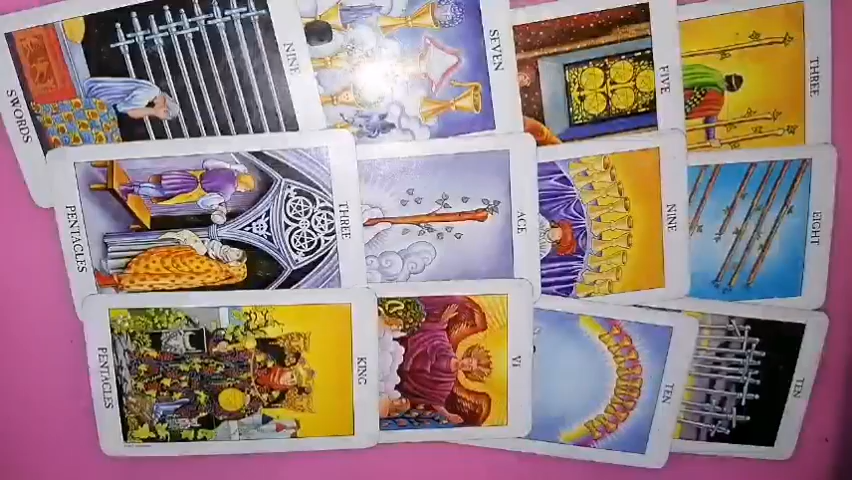 NINE
SWORDS
SEVEN
FIVE
THREE
THREE
PENTACLES
ACE
NINE
EIGHT
KING
PENTACLES
VI
TEN
TEN